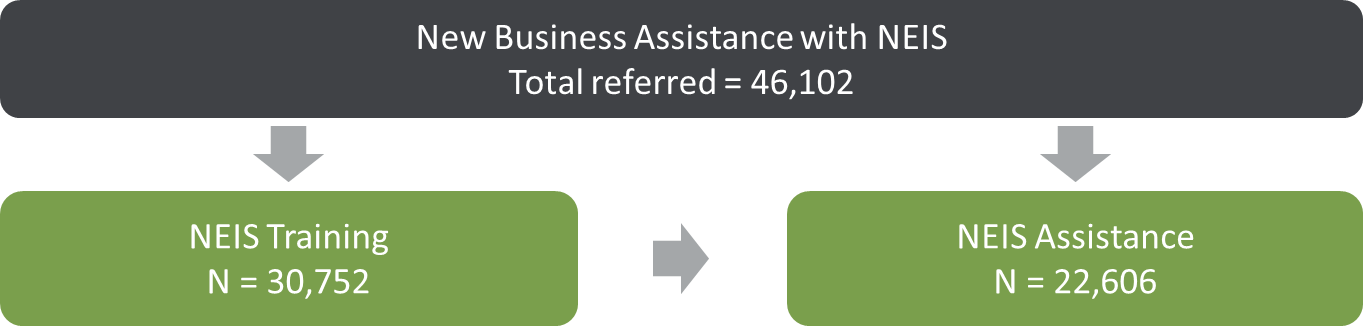 New Business Assistance with NEIS
Total referred = 46,102
NEIS Training
N = 30,752
NEIS Assistance
N = 22,606